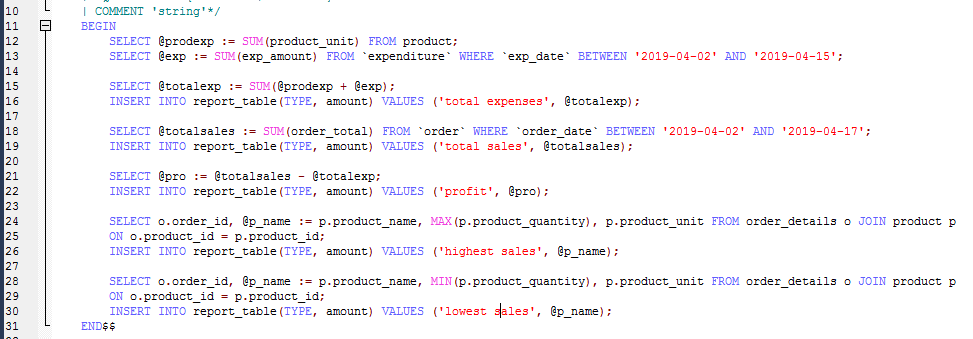 10 | COMMENT 'string'*/
11 BEGIN
12 SELECT @prodexp := SUM(product_unit) FROM product;
13 SELECT @exp := SUM(exp_amount) FROM `expenditure` WHERE `exp_date` BETWEEN '2019-04-02' AND '2019-04-15';
14
15 SELECT @totalexp := SUM(@prodexp + @exp);
16 INSERT INTO report_table(TYPE, amount) VALUES ('total expenses', @totalexp);
17
18 SELECT @totalsales := SUM(order_total) FROM `order` WHERE `order_date` BETWEEN '2019-04-02' AND '2019-04-17';
19 INSERT INTO report_table(TYPE, amount) VALUES ('total sales', @totalsales);
20
21 SELECT @pro := @totalsales - @totalexp;
22 INSERT INTO report_table(TYPE, amount) VALUES ('profit', @pro);
23
24 SELECT o.order_id, @p_name := p.product_name, MAX(p.product_quantity), p.product_unit FROM order_details o JOIN product p
25 ON o.product_id = p.product_id;
26 INSERT INTO report_table(TYPE, amount) VALUES ('highest sales', @p_name);
27
28 SELECT o.order_id, @p_name := p.product_name, MIN(p.product_quantity), p.product_unit FROM order_details o JOIN product p
29 ON o.product_id = p.product_id;
30 INSERT INTO report_table(TYPE, amount) VALUES ('lowest sales', @p_name);
31 END$$